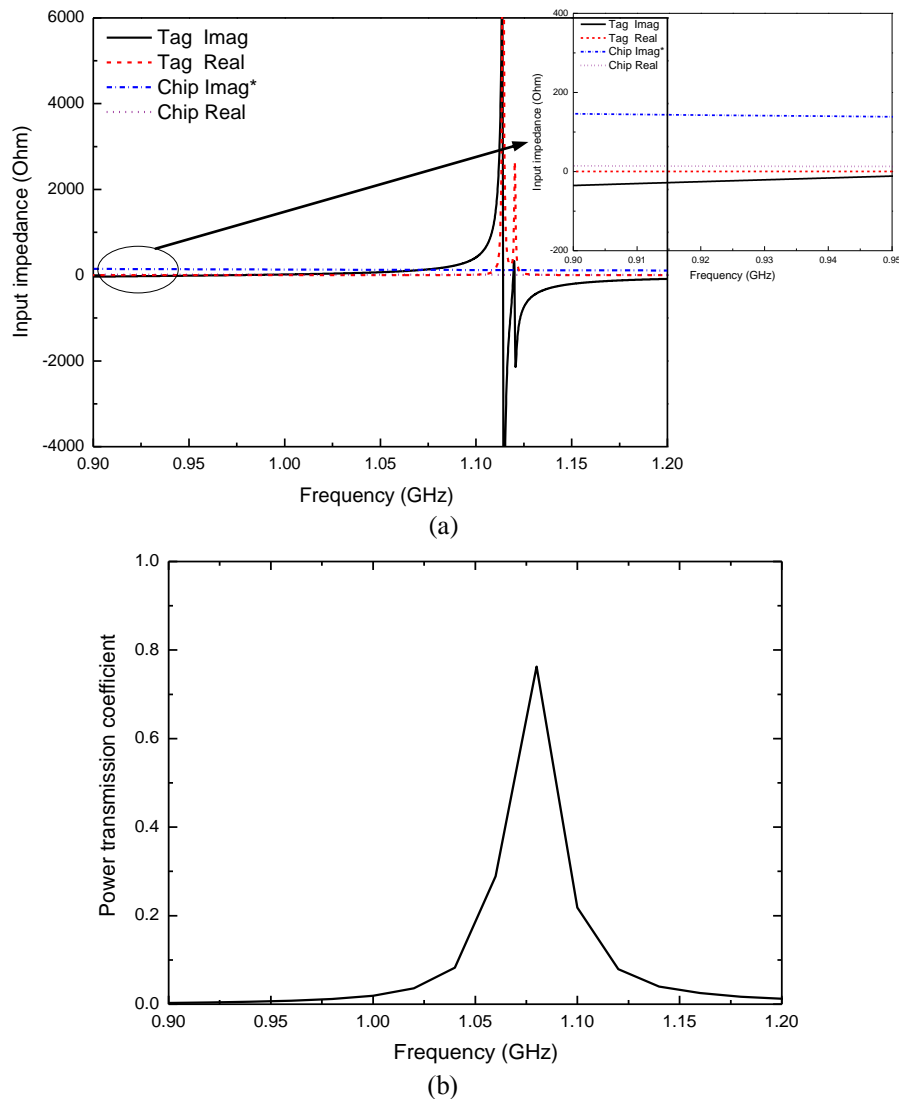 6000
4000
2000
0
-2000
-4000
Input impedance (Ohm)
Tag Imag
Tag Real
Chip Imag*
Chip Real
0.90 0.95 1.00 1.05 1.10 1.15 1.20
Frequency (GHz)
400
200
0
-200
Input impedance (Ohm)
Tag Imag
Tag Real
Chip Imag*
Chip Real
0.90 0.91 0.92 0.93 0.94 0.95
Frequency (GHz)
(a)
1.0
0.8
0.6
0.4
0.2
0.0
Power transmission coefficient
0.90 0.95 1.00 1.05 1.10 1.15 1.20
Frequency (GHz)
(b)